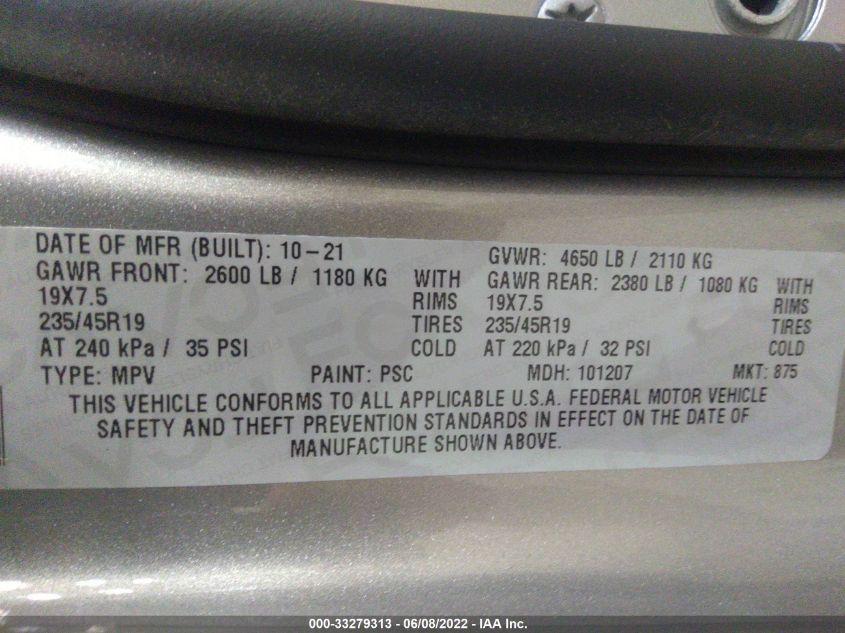 DATE OF MFR (BUILT): 10-21 GVWR: 4650 LB / 2110 KG
GAWR FRONT: 2600 LB / 1180 KG WITH GAWR REAR: 2380 LB / 1080 KG WITH
19X7.5 RIMS 19X7.5 RIMS
235/45R19 TIRES 235/45R19 TIRES
AT 240 kPa / 35 PSI COLD AT 220 kPa / 32 PSI COLD
TYPE: MPV PAINT: PSC MDH: 101207 MKT: 875
THIS VEHICLE CONFORMS TO ALL APPLICABLE U.S.A. FEDERAL MOTOR VEHICLE
SAFETY AND THEFT PREVENTION STANDARDS IN EFFECT ON THE DATE OF
MANUFACTURE SHOWN ABOVE.
000-33279313 - 06/08/2022 - IAA Inc.